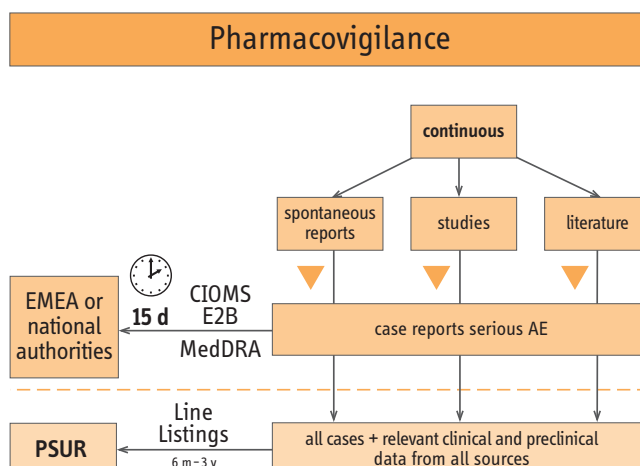 Pharmacovigilance
continuous
spontaneous
reports
studies
literature
EMEA or
national
authorities
15 d
CIOMS
E2B
MedDRA
case reports serious AE
PSUR
Line
Listings
6 m – 3 y
all cases + relevant clinical and preclinical
data from all sources